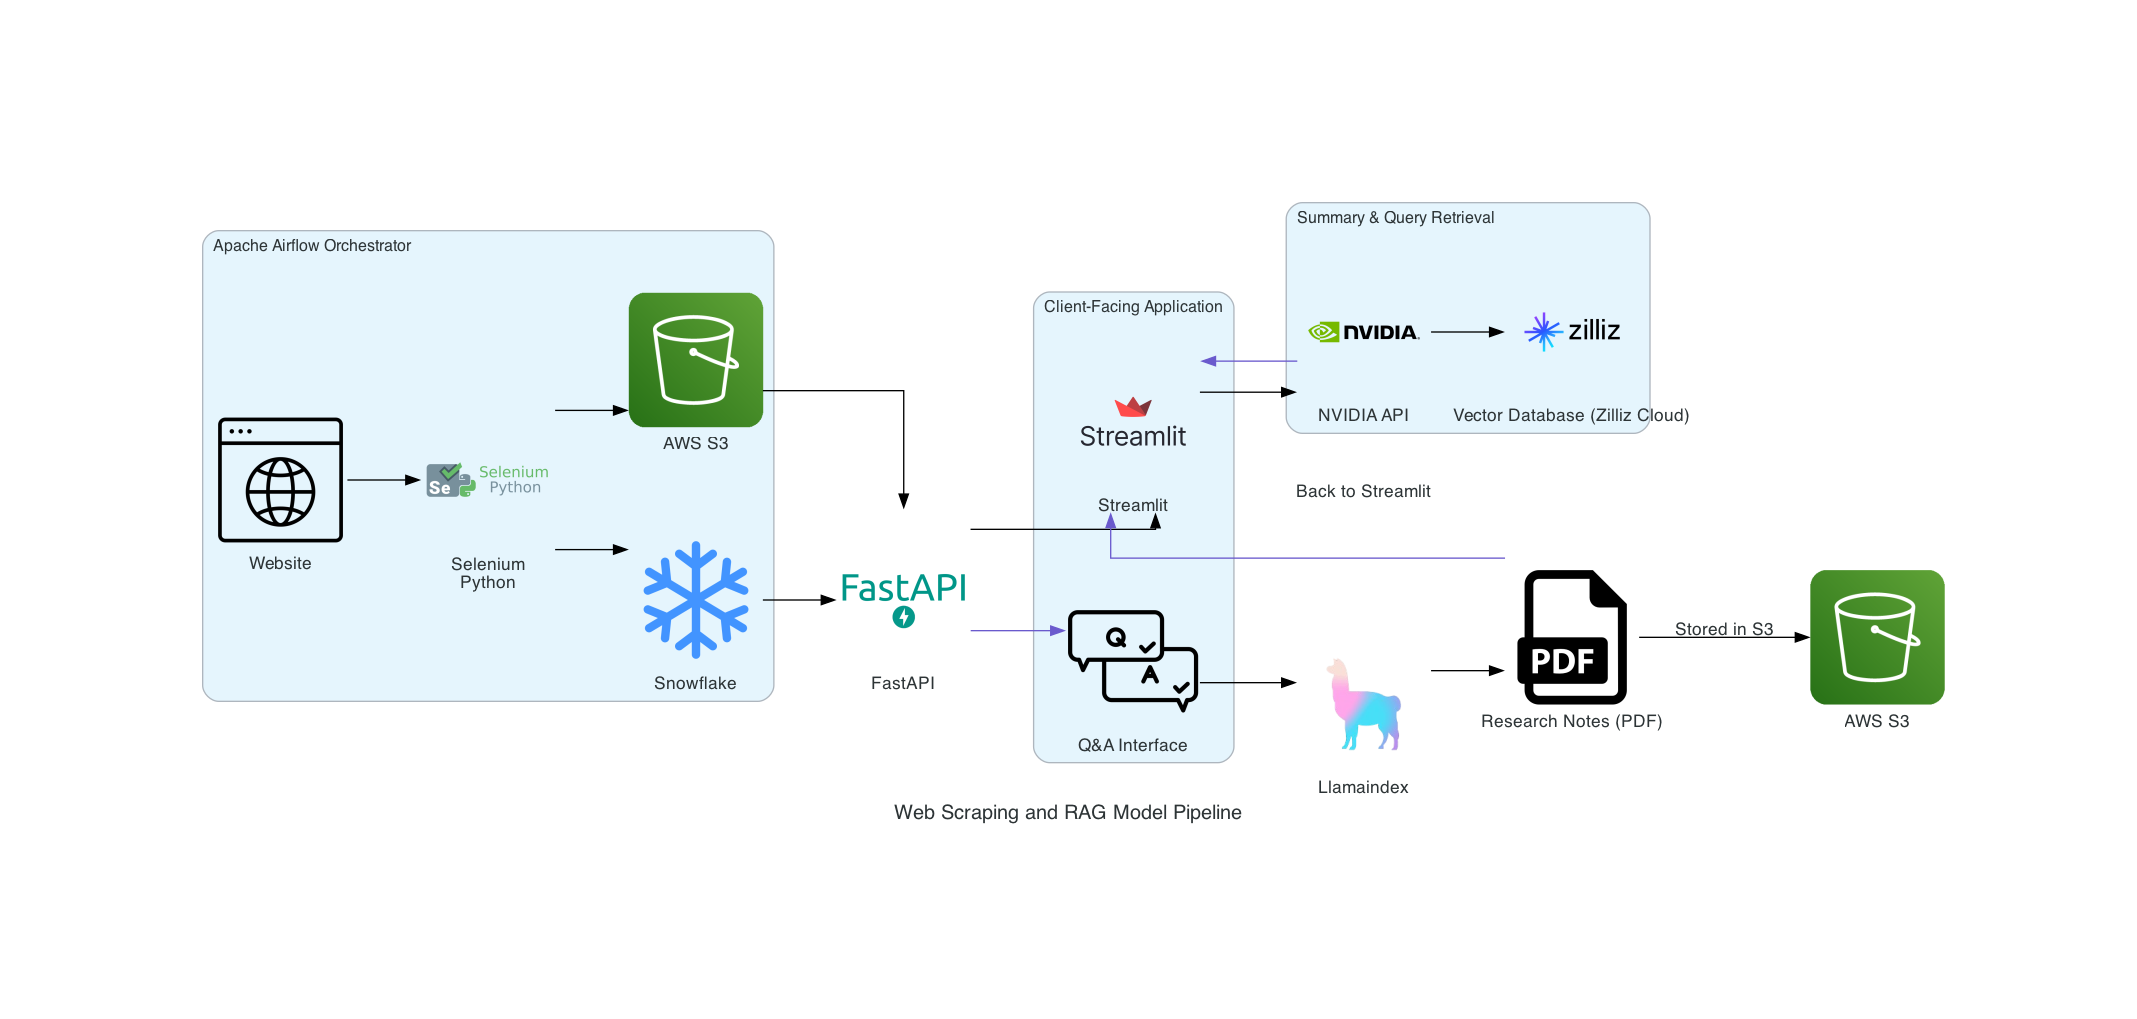 Apache Airflow Orchestrator
Website
Se
Selenium
Python
Selenium
Python
AWS S3
Snowflake
FastAPI
FastAPI
Client-Facing Application
Streamlit
Streamlit
Q
A
Q&A Interface
Summary & Query Retrieval
NVIDIA.
NVIDIA API
zilliz
Vector Database (Zilliz Cloud)
Back to Streamlit
Llamaindex
PDF
Research Notes (PDF)
Stored in S3
AWS S3
Web Scraping and RAG Model Pipeline